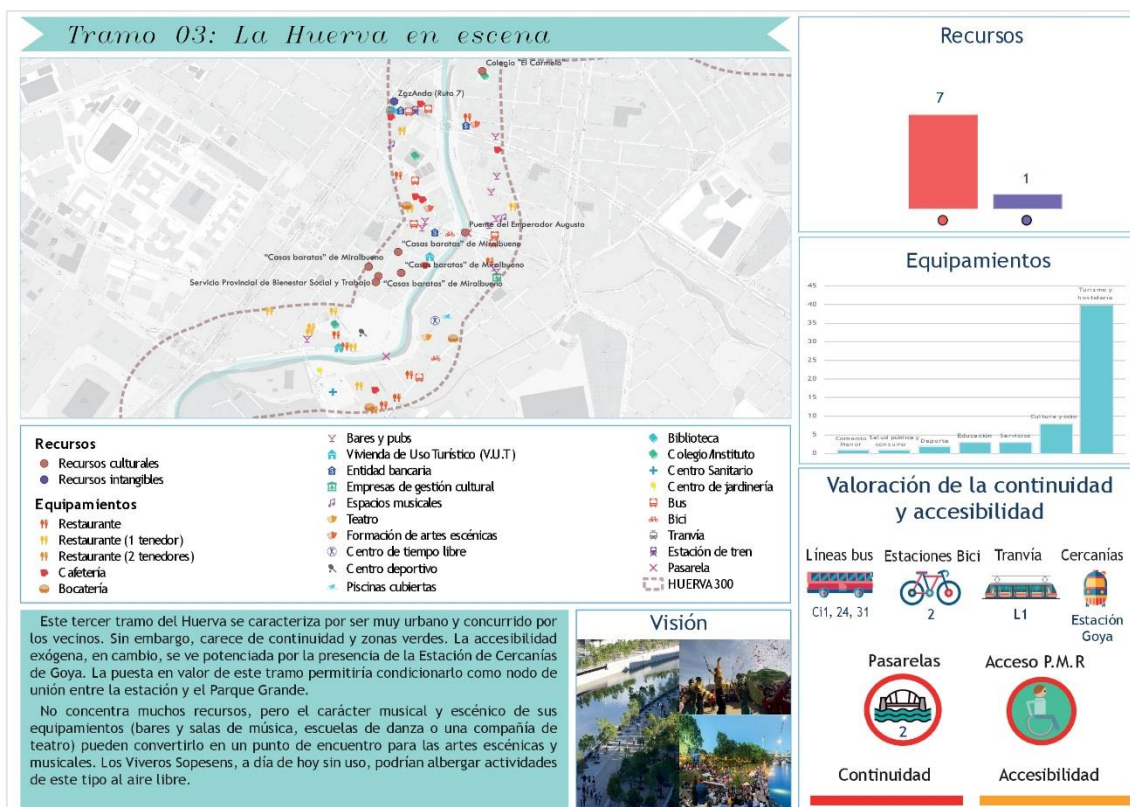 Tramo 03: La Huerva en escena
Colegio "El Carmelo"
ZgzAnda (Ruta 7)
Puente del Emperador Augusto
"Casas baratas" de Miralbueno
"Casas baratas" de Miralbueno
"Casas baratas" de Miralbueno
Servicio Provincial de Bienestar Social y Trabajo
"Casas baratas" de Miralbueno
Recursos
Recursos culturales
Recursos intangibles
Equipamientos
Restaurante
Restaurante (1 tenedor)
Restaurante (2 tenedores)
Cafetería
Bocatería
Bares y pubs
Vivienda de Uso Turístico (V.U.T)
Entidad bancaria
Empresas de gestión cultural
Espacios musicales
Teatro
Formación de artes escénicas
Centro de tiempo libre
Centro deportivo
Piscinas cubiertas
Biblioteca
Colegio/Instituto
Centro Sanitario
Centro de jardinería
Bus
Bici
Tranvía
Estación de tren
Pasarela
HUERVA300
Este tercer tramo del Huerva se caracteriza por ser muy urbano y concurrido por
los vecinos. Sin embargo, carece de continuidad y zonas verdes. La accesibilidad
exógena, en cambio, se ve potenciada por la presencia de la Estación de Cercanías
de Goya. La puesta en valor de este tramo permitiría condicionarlo como nodo de
unión entre la estación y el Parque Grande.
No concentra muchos recursos, pero el carácter musical y escénico de sus
equipamientos (bares y salas de música, escuelas de danza o una compañía de
teatro) pueden convertirlo en un punto de encuentro para las artes escénicas y
musicales. Los Viveros Sopesens, a día de hoy sin uso, podrían albergar actividades
de este tipo al aire libre.
Visión
Recursos
7
1
Equipamientos
45
40
35
30
25
20
15
10
5
0
Comercio
Menor
Salud pública y
consumo
Deporte
Educación
Servicios
Cultura y ocio
Turismo y
hostelería
Valoración de la continuidad
y accesibilidad
Líneas bus
Ci1, 24, 31
Estaciones Bici
2
Tranvía
L1
Cercanías
Estación
Goya
Pasarelas
2
Acceso P.M.R
Continuidad
Accesibilidad